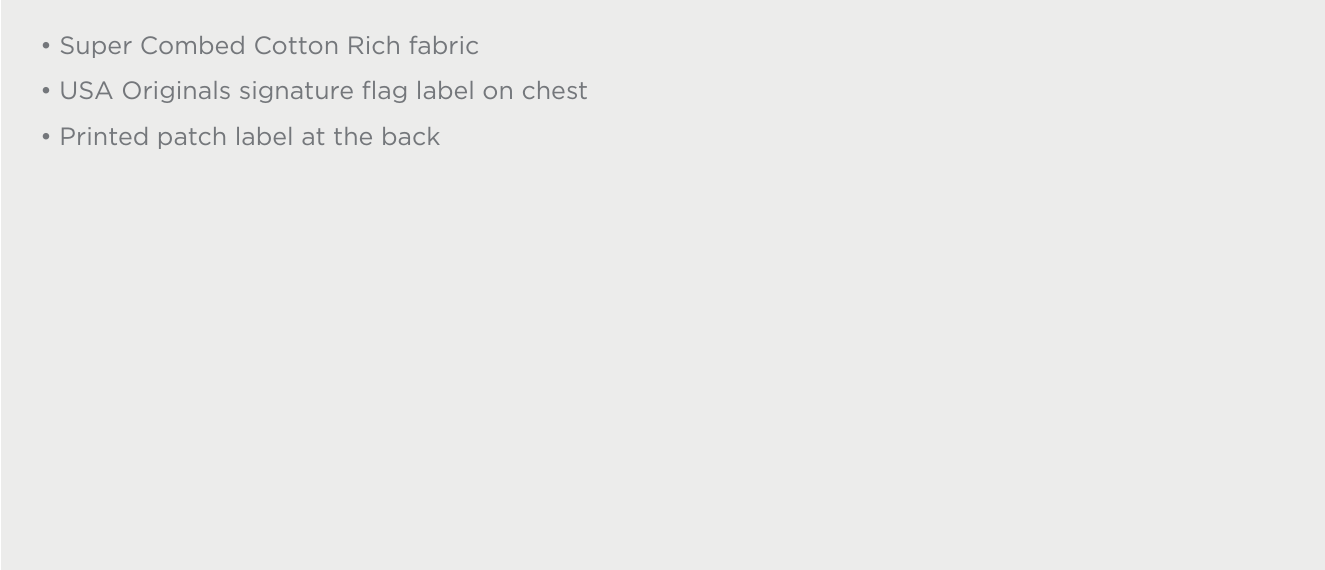 • Super Combed Cotton Rich fabric
• USA Originals signature flag label on chest
• Printed patch label at the back